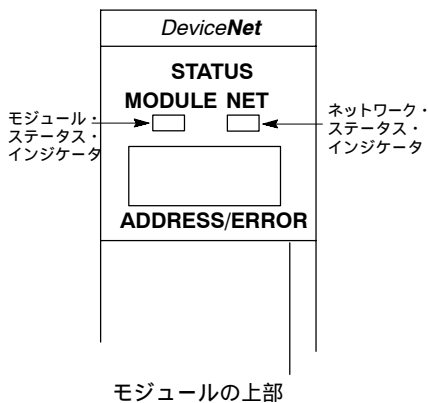 DeviceNet
STATUS
MODULE NET
モジュール・
ステータス・
インジケータ
ネットワーク・
ステータス・
インジケータ
ADDRESS/ERROR
モジュールの上部